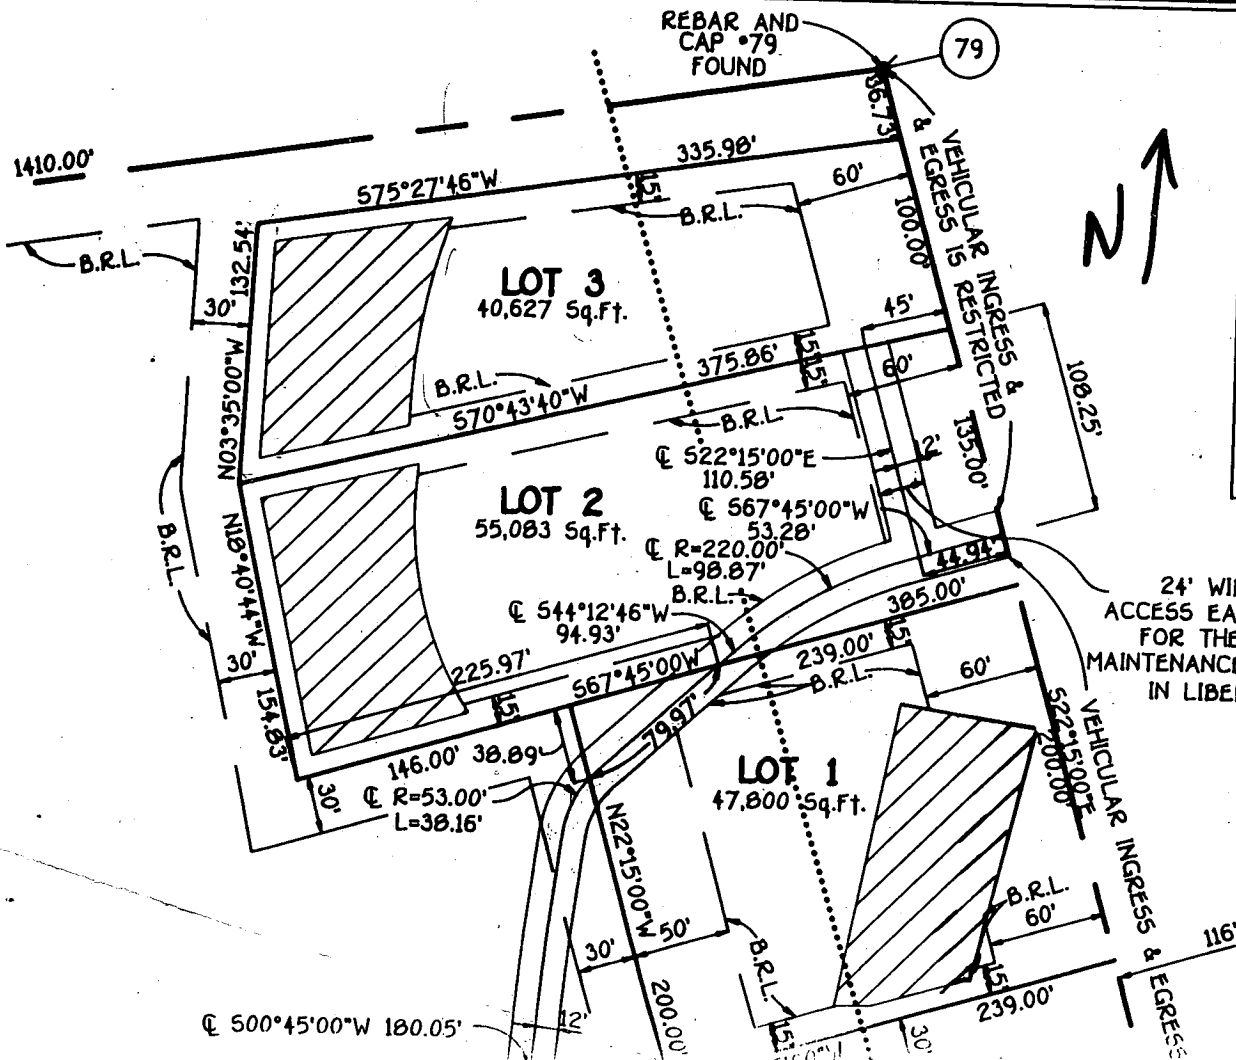 REBAR AND
CAP •79
FOUND
79
36.73'
1410.00'
S75°27'46"W
335.98'
15'
60'
B.R.L.
B.R.L.
30'
132.54'
N03°35'00"W
LOT 3
40,627 Sq.Ft.
100.00'
VEHICULAR INGRESS &
& EGRESS IS RESTRICTED
N
45'
375.86'
15'
15'
60'
B.R.L.
S70°43'40"W
B.R.L.
108.25'
135.00'
℄ S22°15'00"E
110.58'
12'
LOT 2
55,083 Sq.Ft.
℄ S67°45'00"W
53.28'
℄ R=220.00'
L=98.87'
B.R.L.
44.94'
385.00'
B.R.L.
N18°40'44"W
℄ S44°12'46"W
94.93'
24'
ACCESS
FOR THE
MAINTENANCE
IN
30'
225.97'
S67°45'00W
239.00'
15'
B.R.L.
60'
154.83'
15'
79.97'
146.00'
38.89'
S22°15'00"E
200.00'
VEHICULAR INGRESS & EGRESS
30'
℄ R=53.00'
L=38.16'
LOT 1
47,800 Sq.Ft.
N22°15'00"W
B.R.L.
60'
50'
30'
B.R.L.
116'
15'
239.00'
200.00'
℄ S00°45'00"W 180.05'
12'
15'
30'